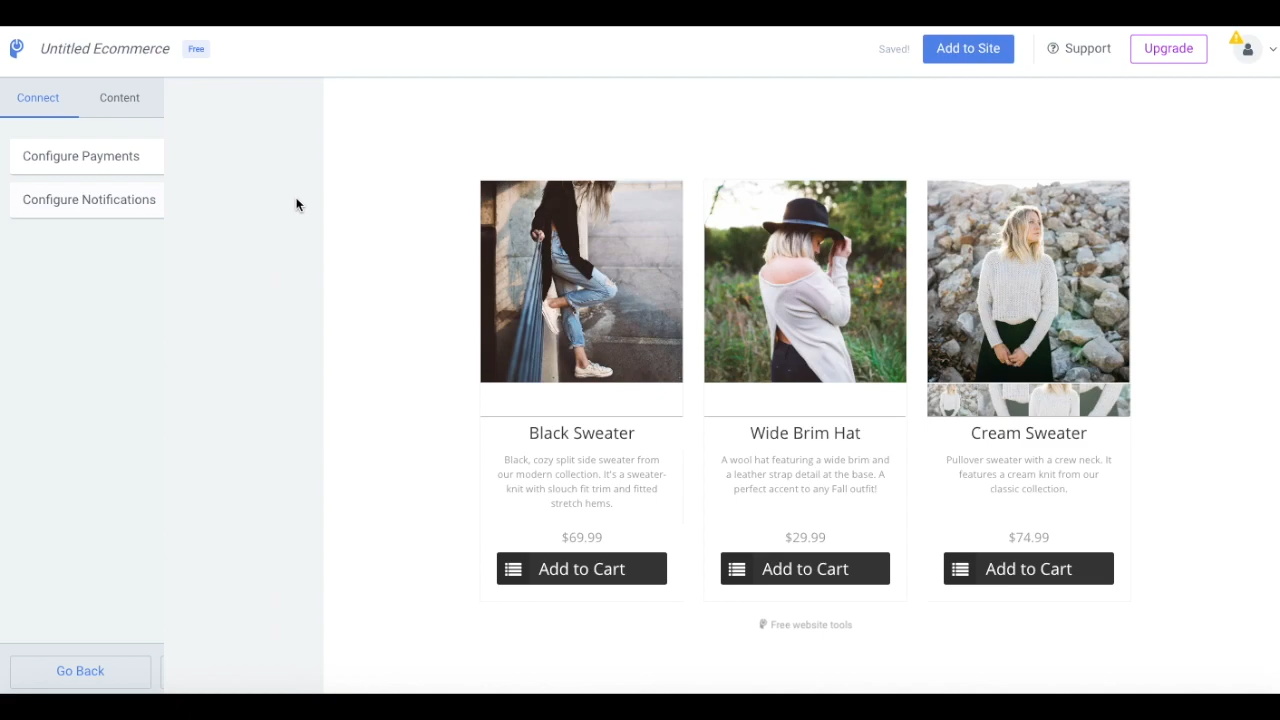 Untitled Ecommerce
Free
Saved!
Add to Site
Support
Upgrade
Connect
Content
Configure Payments
Configure Notifications
Black Sweater
Black, cozy split side sweater from
our modern collection. It's a sweater-
knit with slouch fit trim and fitted
stretch hems.
$69.99
Add to Cart
Wide Brim Hat
A wool hat featuring a wide brim and
a leather strap detail at the base. A
perfect accent to any Fall outfit!
$29.99
Add to Cart
Cream Sweater
Pullover sweater with a crew neck. It
features a cream knit from our
classic collection.
$74.99
Add to Cart
Free website tools
Go Back